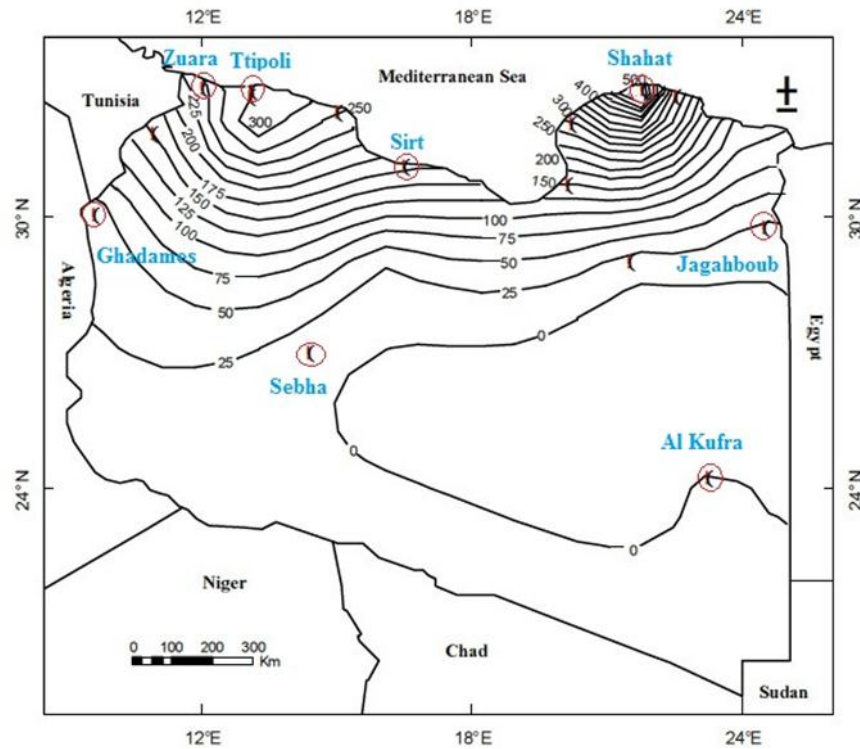 12°E
18°E
24°E
Zuara
Ttipoli
Shahat
Mediterranean Sea
±
Tunisia
500
400
300
250
200
150
225
250
300
200
175
150
125
100
75
50
25
Sirt
30°N
30°N
100
75
50
25
Ghadamos
Jagahboub
Algeria
Egypt
0
Sebha
Al Kufra
0
24°N
24°N
0
Niger
0 100 200 300
Km
Chad
Sudan
12°E
18°E
24°E